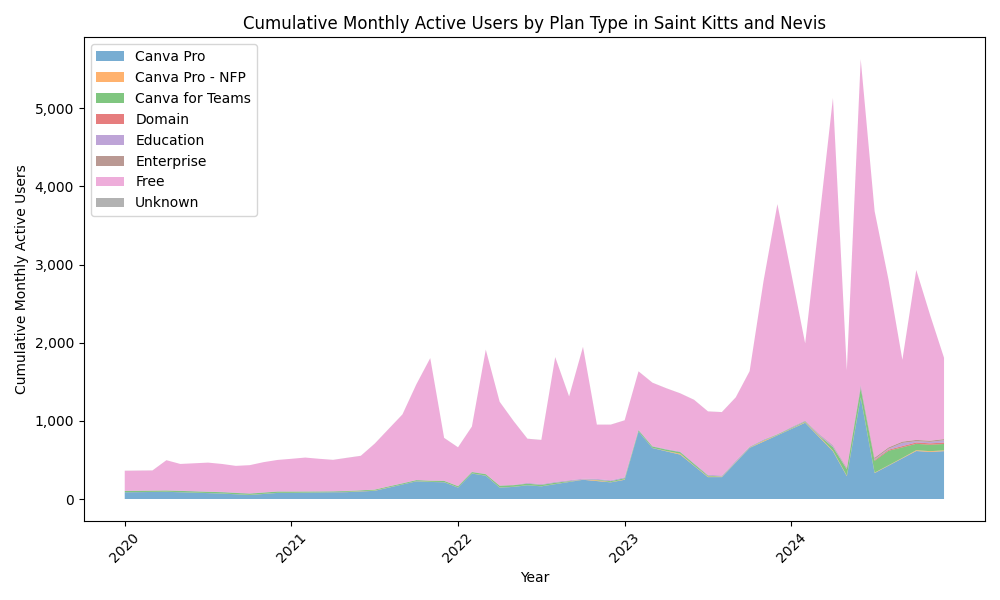 Cumulative Monthly Active Users by Plan Type in Saint Kitts and Nevis
Canva Pro
Canva Pro - NFP
Canva for Teams
Domain
Education
Enterprise
Free
Unknown
Cumulative Monthly Active Users
5,000
4,000
3,000
2,000
1,000
0
2020
2021
2022
2023
2024
Year